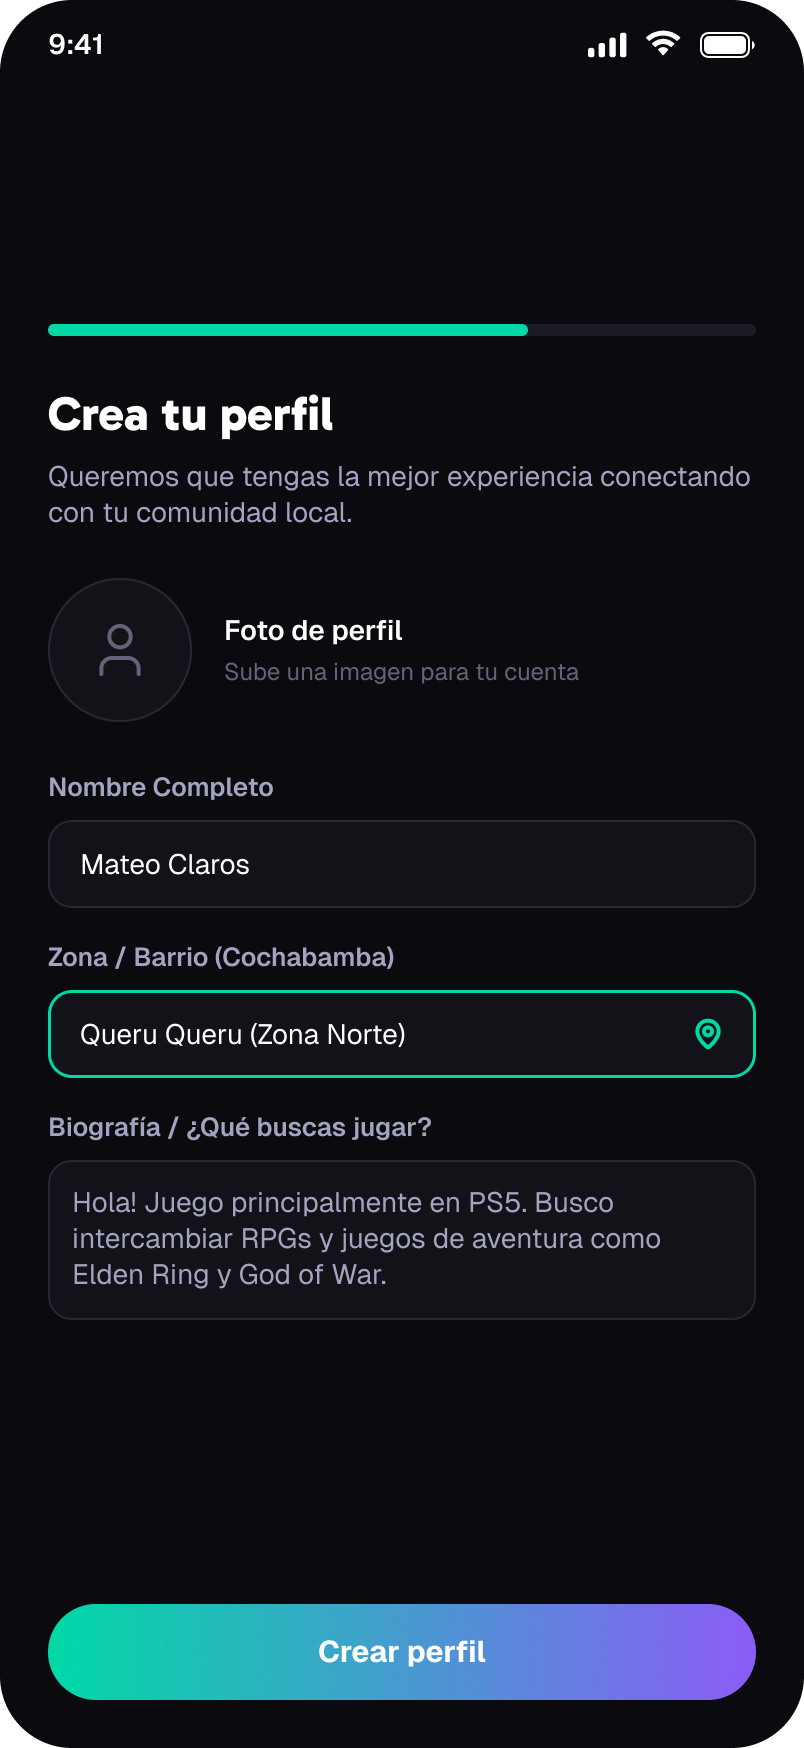 9:41
Crea tu perfil
Queremos que tengas la mejor experiencia conectando
con tu comunidad local.
Foto de perfil
Sube una imagen para tu cuenta
Nombre Completo
Mateo Claros
Zona / Barrio (Cochabamba)
Queru Queru (Zona Norte)
Biografía / ¿Qué buscas jugar?
Hola! Juego principalmente en PS5. Busco
intercambiar RPGs y juegos de aventura como
Elden Ring y God of War.
Crear perfil